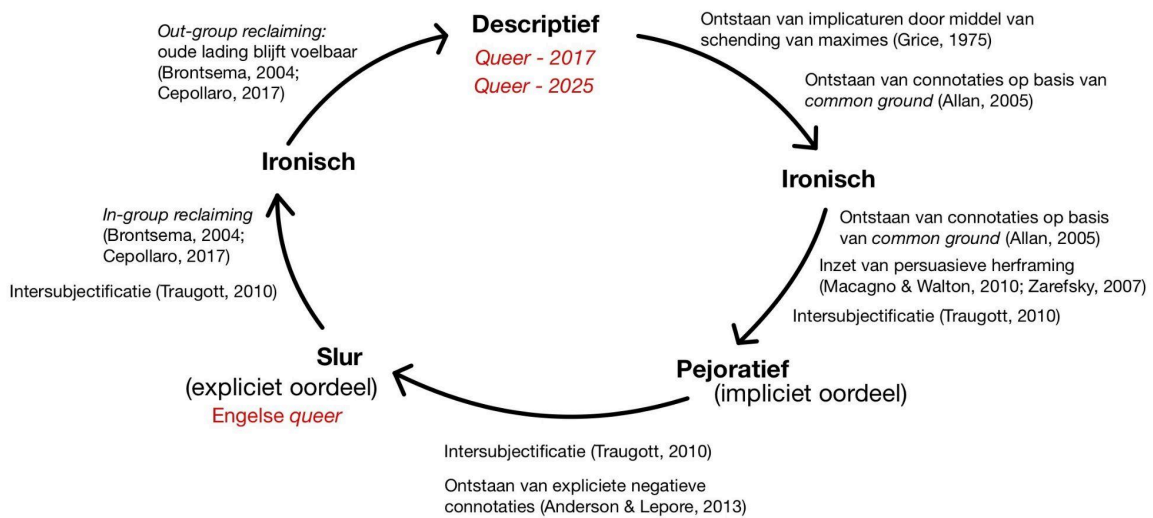 Descriptief
Queer - 2017
Queer - 2025
Ontstaan van implicaturen door middel van
schending van maximes (Grice, 1975)
Ontstaan van connotaties op basis van
common ground (Allan, 2005)
Ironisch
Ontstaan van connotaties op basis
van common ground (Allan, 2005)
Inzet van persuasieve herframing
(Macagno & Walton, 2010; Zarefsky, 2007)
Intersubjectificatie (Traugott, 2010)
Pejoratief
(impliciet oordeel)
Intersubjectificatie (Traugott, 2010)
Ontstaan van expliciete negatieve
connotaties (Anderson & Lepore, 2013)
Slur
(expliciet oordeel)
Engelse queer
Intersubjectificatie (Traugott, 2010)
In-group reclaiming
(Brontsema, 2004;
Cepollaro, 2017)
Ironisch
Out-group reclaiming:
oude lading blijft voelbaar
(Brontsema, 2004;
Cepollaro, 2017)